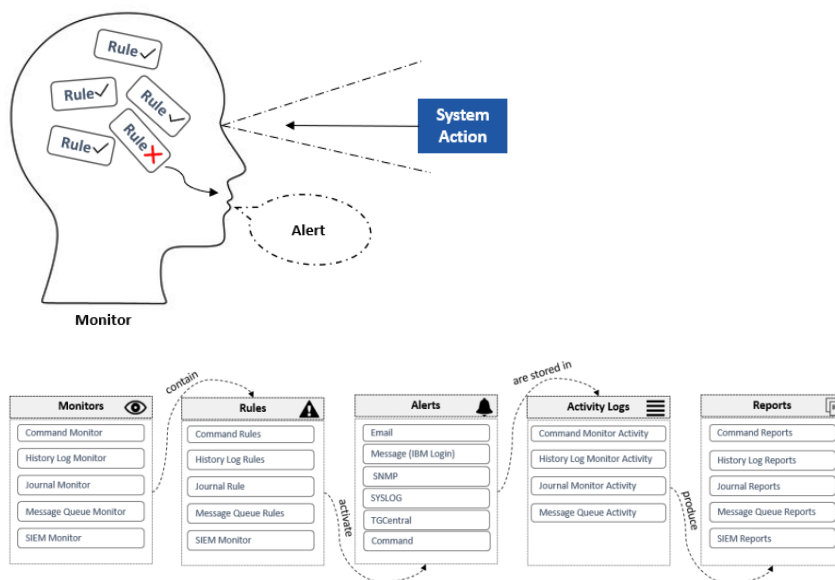 Rule
Rule
Rule
Rule
Rule
System
Action
Alert
Monitor
contain
are stored in
activate
produce
Monitors
Command Monitor
History Log Monitor
Journal Monitor
Message Queue Monitor
SIEM Monitor
Rules
Command Rules
History Log Rules
Journal Rule
Message Queue Rules
SIEM Monitor
Alerts
Email
Message (IBM Login)
SNMP
SYSLOG
TGCentral
Command
Activity Logs
Command Monitor Activity
History Log Monitor Activity
Journal Monitor Activity
Message Queue Activity
Reports
Command Reports
History Log Reports
Journal Reports
Message Queue Reports
SIEM Reports